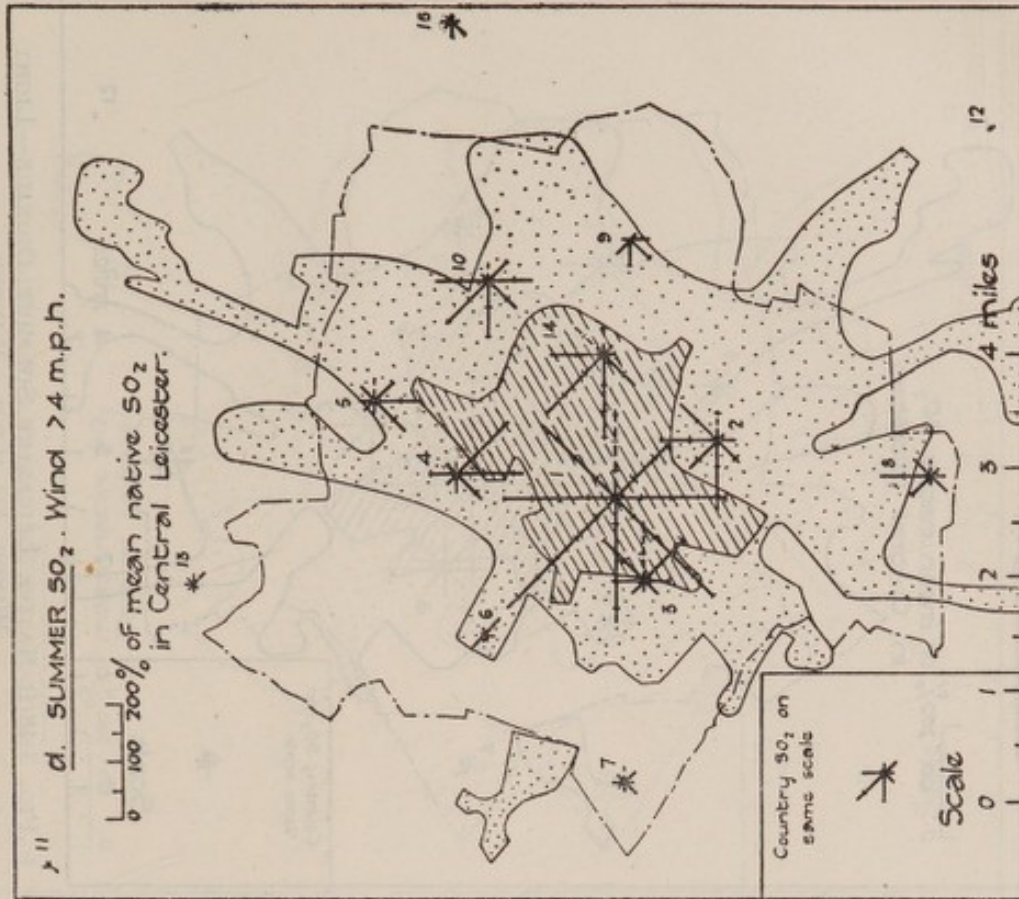 d. SUMMER SO2. Wind >4 m.p.h.
0 100 200% of mean native SO2
in Central Leicester.
11
13
15
5
10
4
9
14
1
6
2
3
7
8
12
Country SO2 on
same scale
Scale
0 1 2 3 4 miles